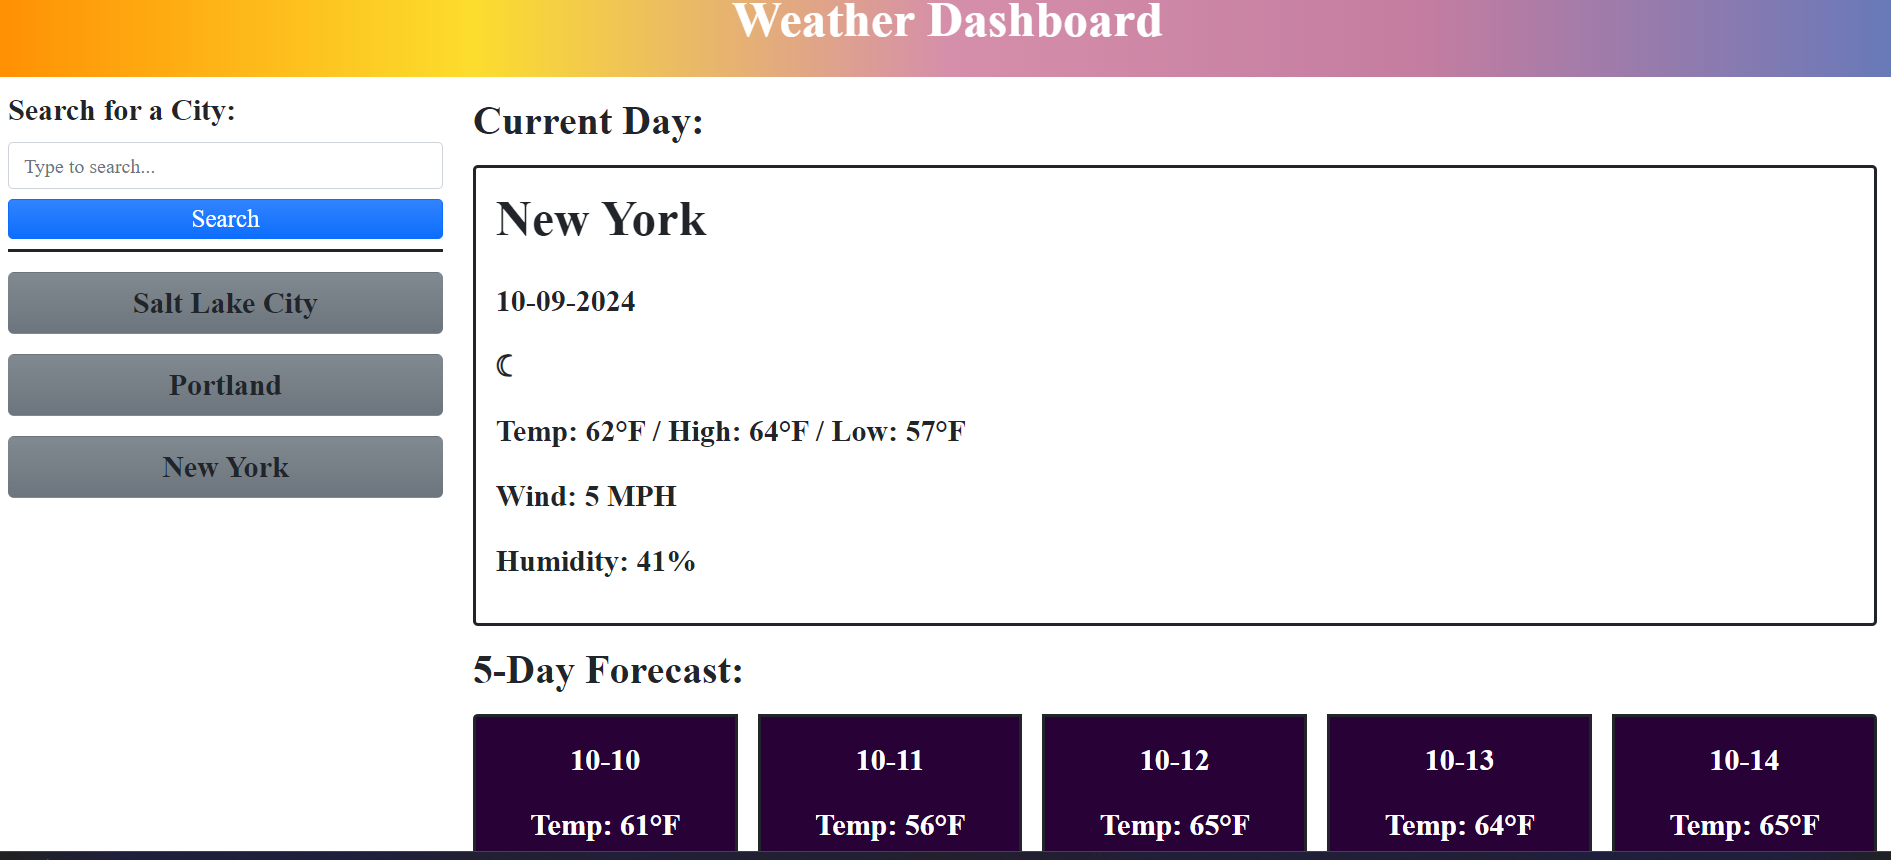 Weather Dashboard
Search for a City:
Type to search...
Search
Salt Lake City
Portland
New York
Current Day:
New York
10-09-2024
Temp: 62°F / High: 64°F / Low: 57°F
Wind: 5 MPH
Humidity: 41%
5-Day Forecast:
10-10
Temp: 61°F
10-11
Temp: 56°F
10-12
Temp: 65°F
10-13
Temp: 64°F
10-14
Temp: 65°F